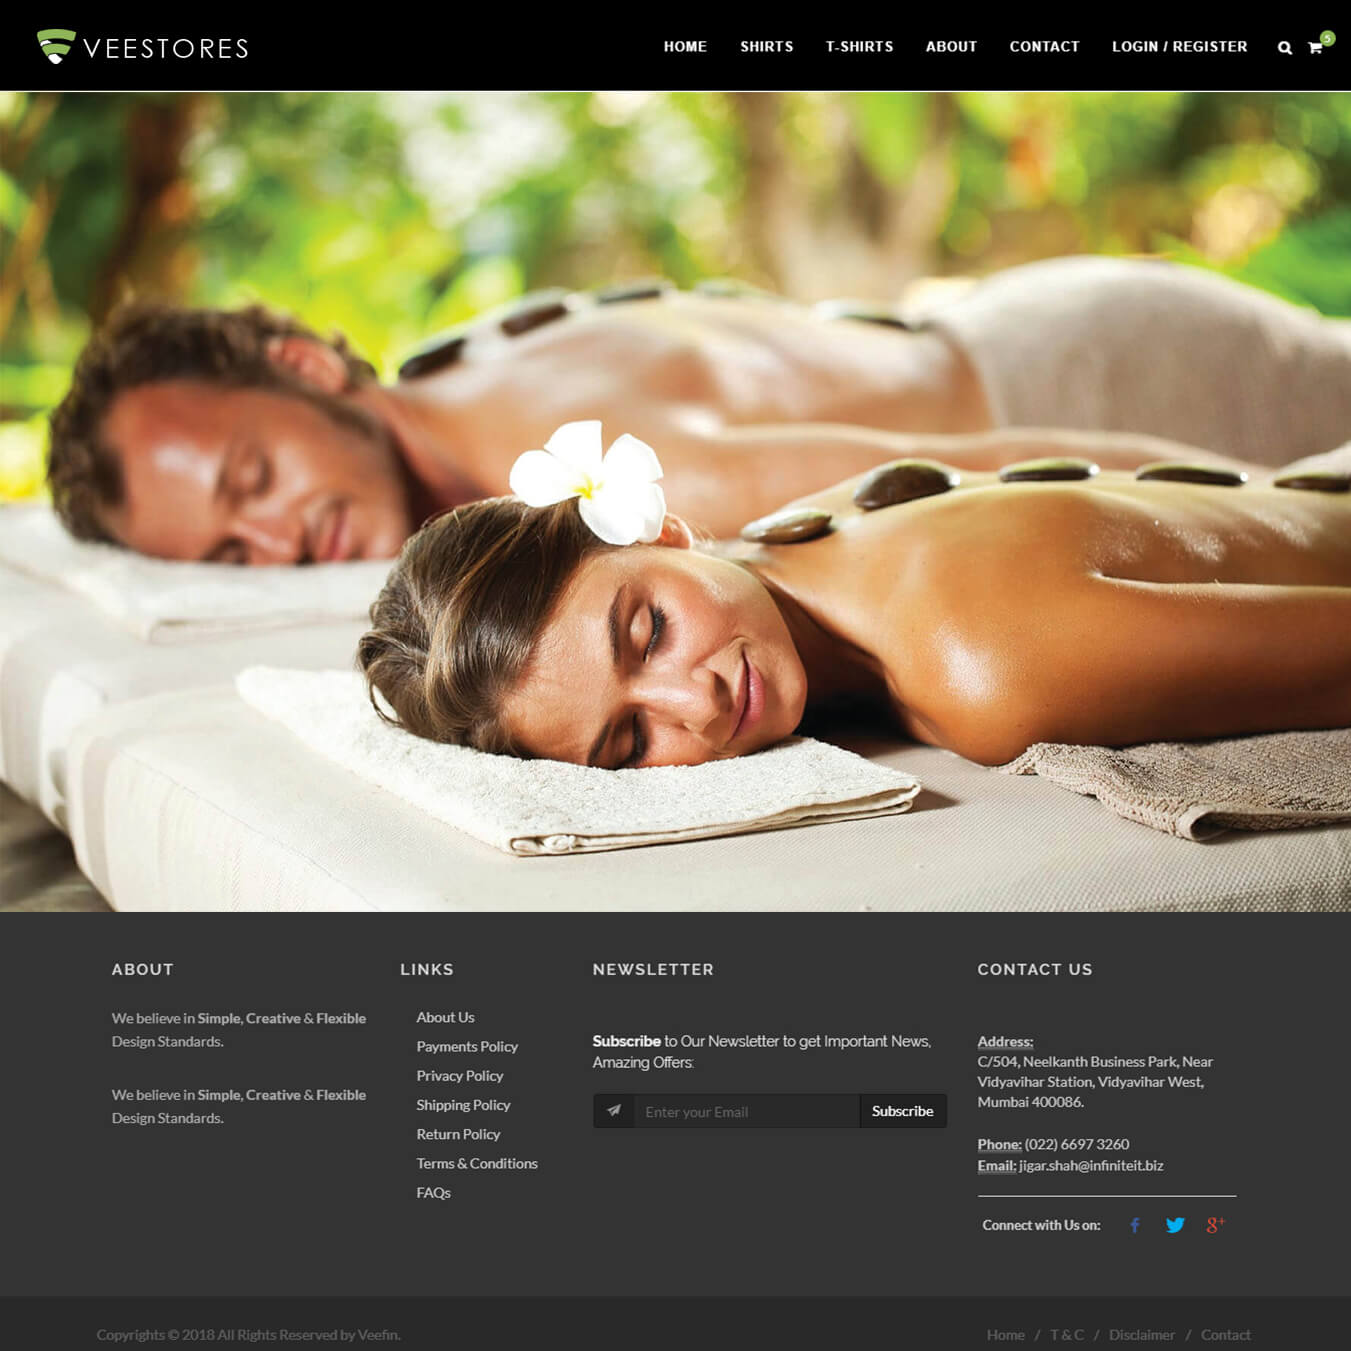 VEESTORES
HOME SHIRTS T-SHIRTS ABOUT CONTACT LOGIN / REGISTER 5
ABOUT
We believe in Simple, Creative & Flexible
Design Standards.
We believe in Simple, Creative & Flexible
Design Standards.
LINKS
About Us
Payments Policy
Privacy Policy
Shipping Policy
Return Policy
Terms & Conditions
FAQs
NEWSLETTER
Subscribe to Our Newsletter to get Important News,
Amazing Offers:
Enter your Email Subscribe
CONTACT US
Address:
C/504, Neelkanth Business Park, Near
Vidyavihar Station, Vidyavihar West,
Mumbai 400086.
Phone: (022) 6697 3260
Email: jigar.shah@infiniteit.biz
Connect with Us on: f g+
Copyrights © 2018 All Rights Reserved by Veefin.
Home / T & C / Disclaimer / Contact